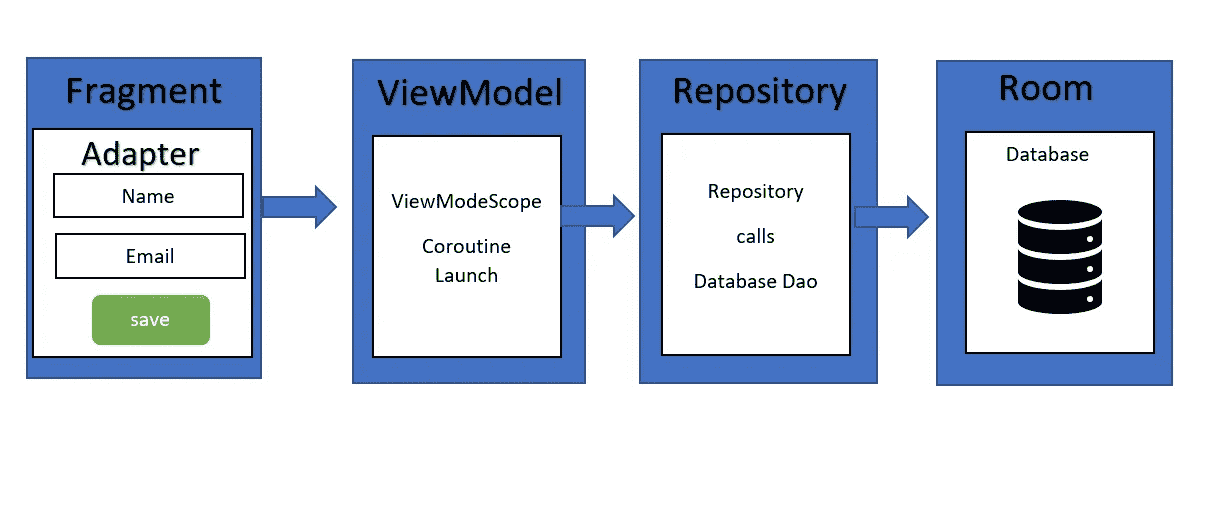 Fragment
Adapter
Name
Email
save
ViewModel
ViewModeScope
Coroutine
Launch
Repository
Repository
calls
Database Dao
Room
Database